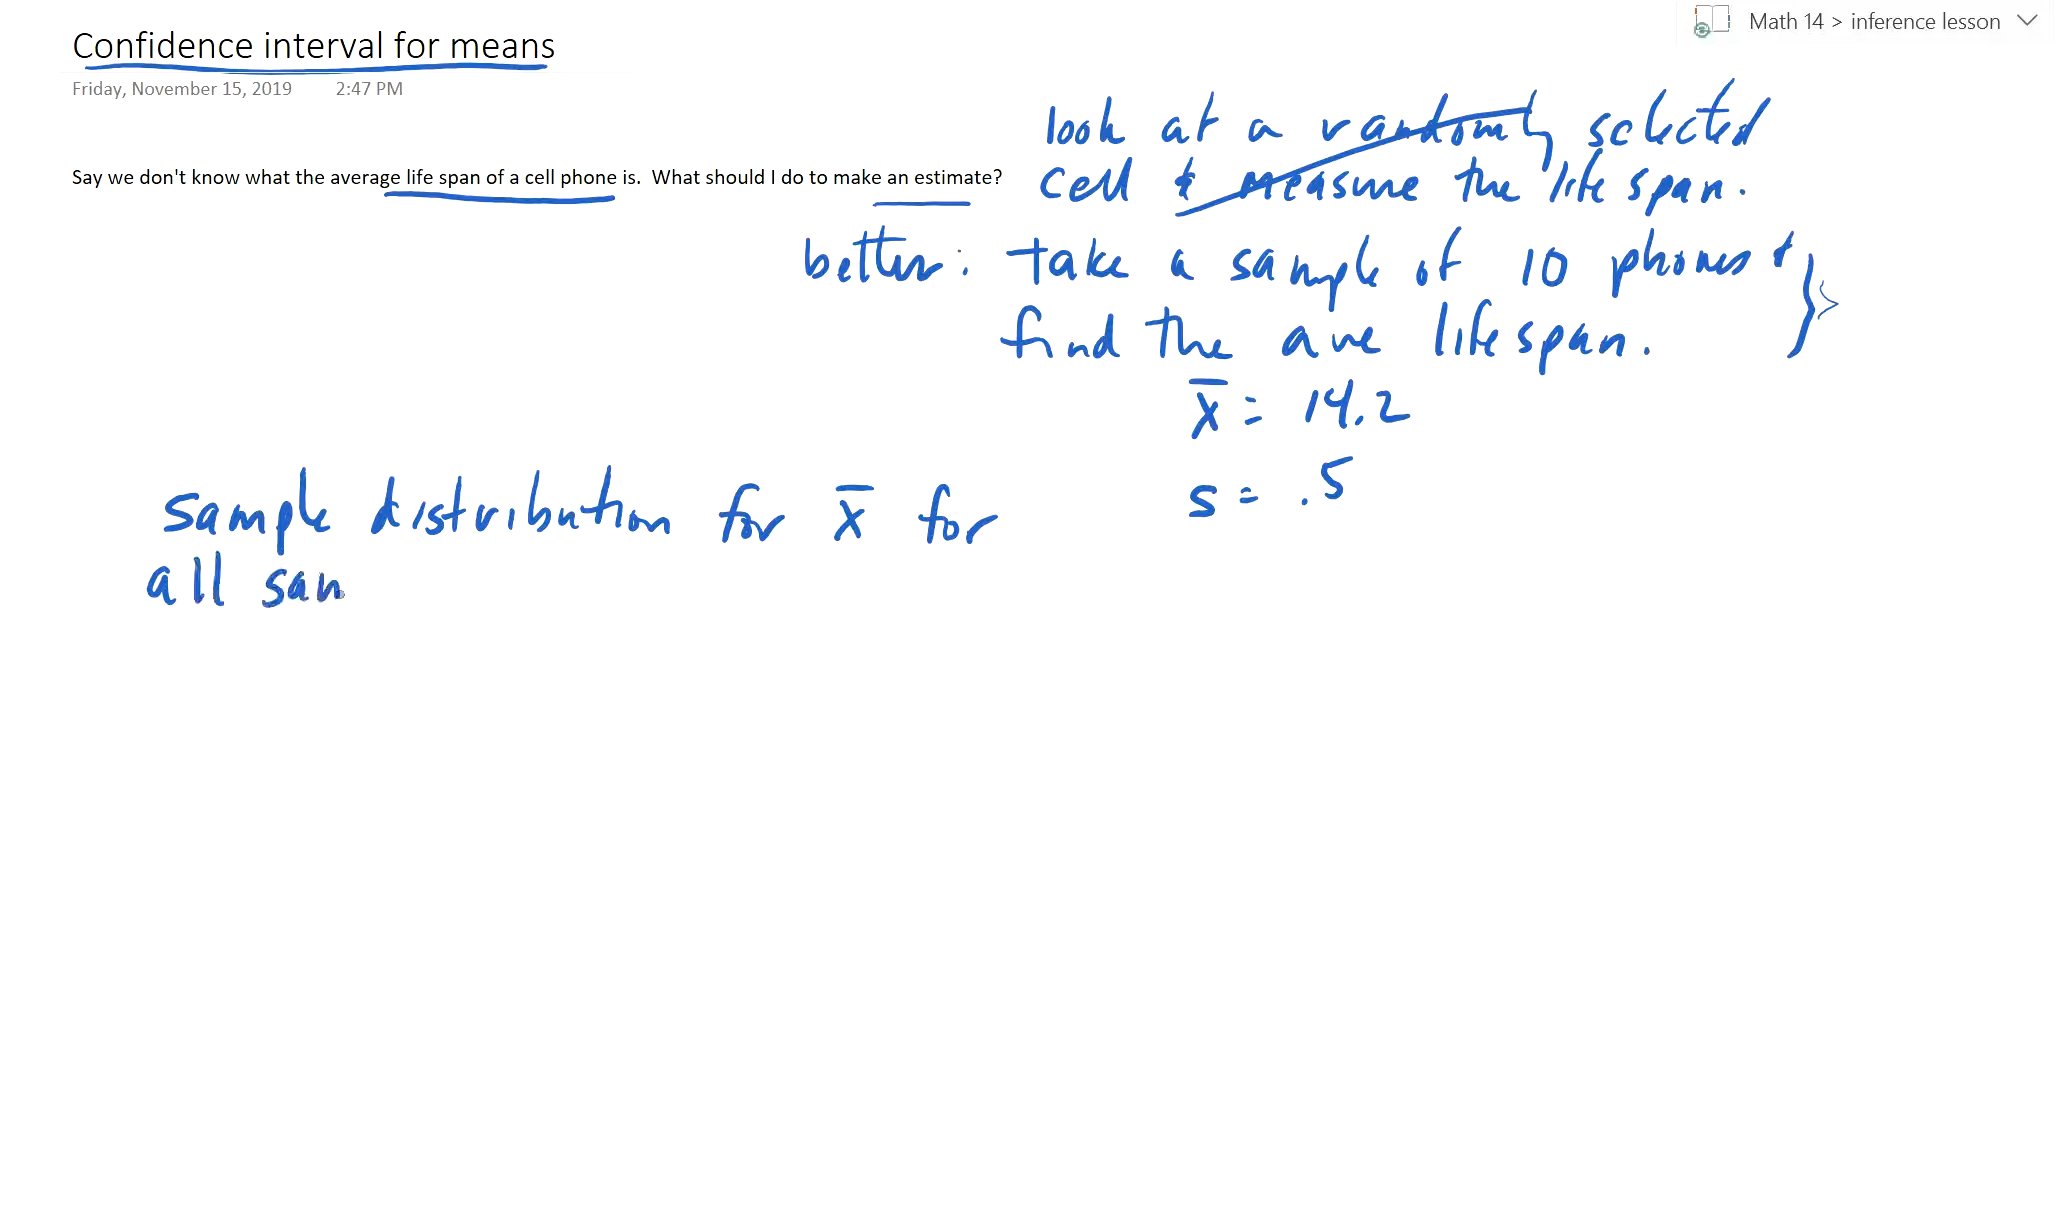 Math 14 > inference lesson
Confidence interval for means
Friday, November 15, 2019 2:47 PM
Say we don't know what the average life span of a cell phone is. What should I do to make an estimate?
look at a randomly selected
cell & measure the life span.
better: take a sample of 10 phones &
find the ave lifespan.
x̄ = 14.2
s = .5
sample distribution for x̄ for
all sam